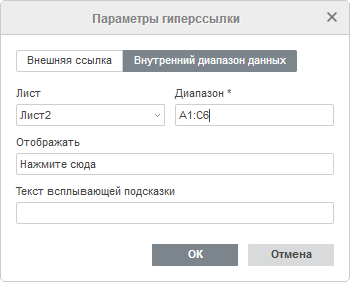 Параметры гиперссылки
Внешняя ссылка Внутренний диапазон данных
Лист Диапазон *
Лист2 A1:C6
Отображать
Нажмите сюда
Текст всплывающей подсказки
OK Отмена